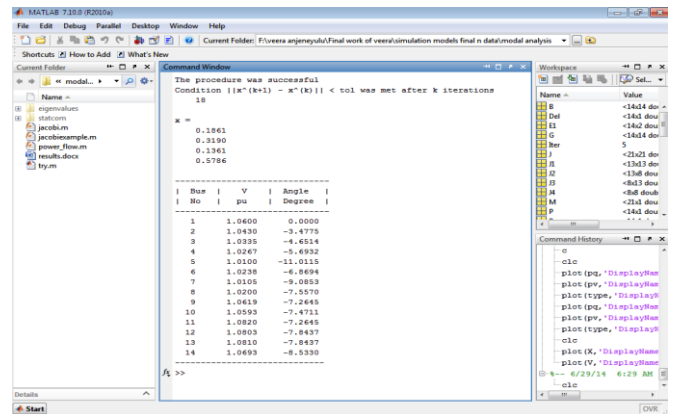 MATLAB 7.10.0 (R2010a)
File Edit Debug Parallel Desktop Window Help
Current Folder: F:\veera anjeneyulu\Final work of veera\simulation models final n data\modal analysis
Shortcuts How to Add What's New
Current Folder
« modal...
Name
eigenvalues
statcom
jacobi.m
jacobiexample.m
power_flow.m
results.docx
try.m
Details
Command Window
The procedure was successful
Condition ||x^(k+1) - x^(k)|| < tol was met after k iterations
18
x =
0.1861
0.3190
0.1361
0.5786
| Bus | V | Angle |
| No | pu | Degree |
1 1.0600 0.0000
2 1.0430 -3.4775
3 1.0335 -4.6514
4 1.0267 -5.6932
5 1.0100 -11.0115
6 1.0238 -6.8694
7 1.0105 -9.0853
8 1.0200 -7.5570
9 1.0619 -7.2645
10 1.0593 -7.4711
11 1.0820 -7.2645
12 1.0803 -7.8437
13 1.0810 -7.8437
14 1.0693 -8.5330
fx >>
Workspace
Sel...
Name Value
B <14x14 dou
Del <14x1 dou
E1 <14x2 dou
G <14x14 dou
Iter 5
J <21x21 dou
J1 <13x13 dou
J2 <13x8 dou
J3 <8x13 dou
J4 <8x8 doub
M <21x1 dou
P <14x1 dou
Command History
c
clc
plot(pq,'DisplayNam
plot(pv,'DisplayNam
plot(type,'DisplayN
plot(pq,'DisplayNam
plot(pv,'DisplayNam
plot(type,'DisplayN
clc
plot(X,'DisplayName
plot(V,'DisplayName
%-- 6/29/14 6:29 AM
clc
Start
OVR